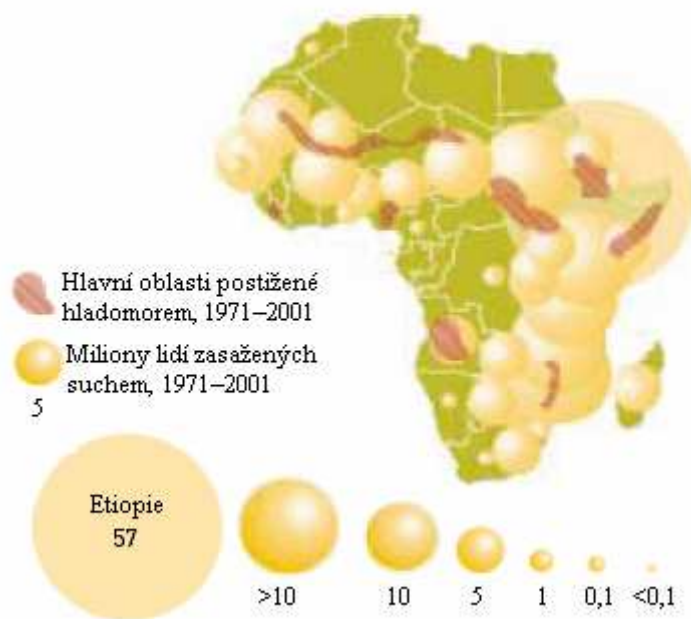 Hlavní oblasti postižené
hladomorem, 1971–2001
Miliony lidí zasažených
suchem, 1971–2001
5
Etiopie
57
>10 10 5 1 0,1 <0,1